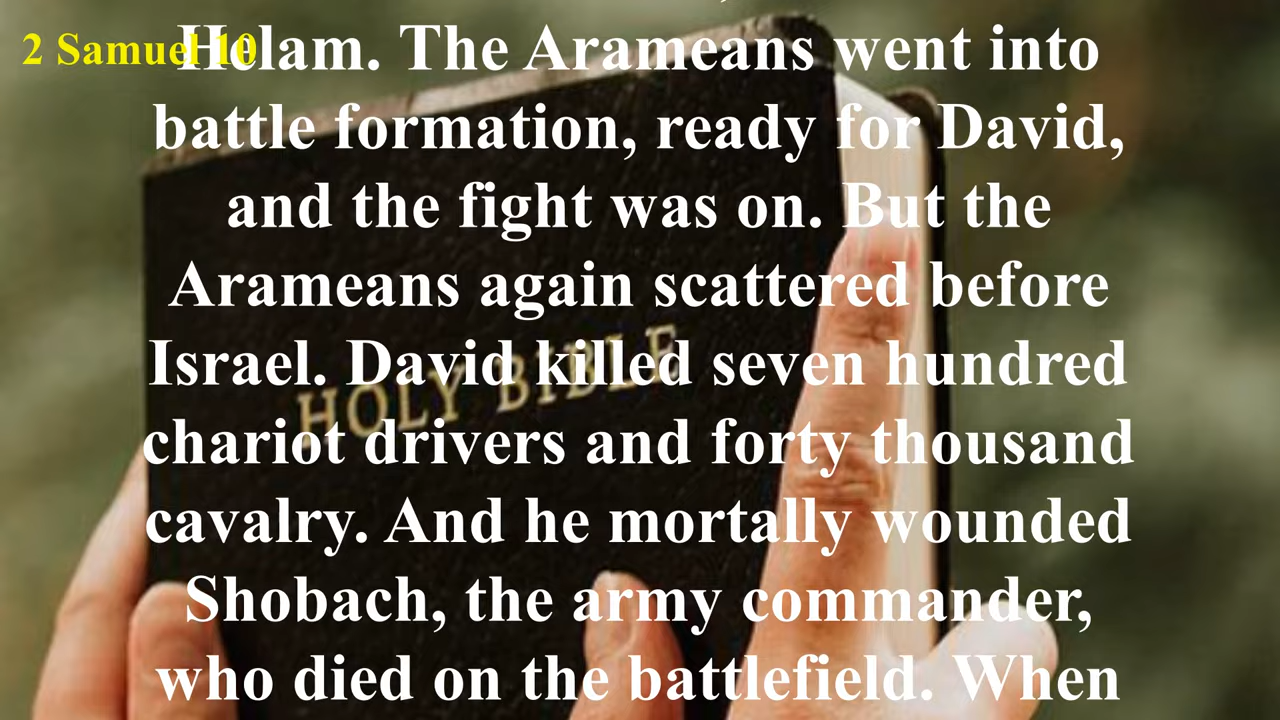 2 Samuel 10
Helam. The Arameans went into
battle formation, ready for David,
and the fight was on. But the
Arameans again scattered before
Israel. David killed seven hundred
HOLY BIBLE
chariot drivers and forty thousand
cavalry. And he mortally wounded
Shobach, the army commander,
who died on the battlefield. When